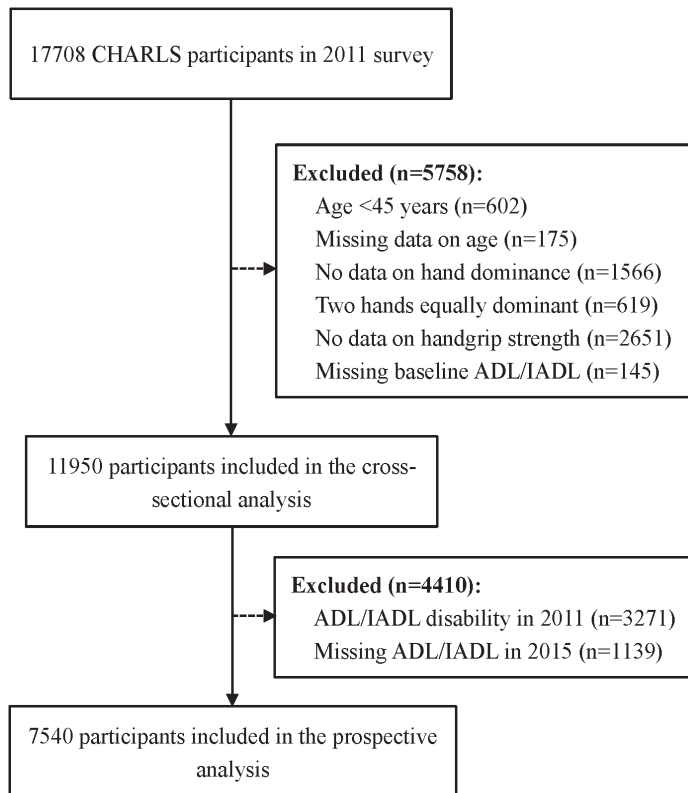 17708 CHARLS participants in 2011 survey
Excluded (n=5758):
Age <45 years (n=602)
Missing data on age (n=175)
No data on hand dominance (n=1566)
Two hands equally dominant (n=619)
No data on handgrip strength (n=2651)
Missing baseline ADL/IADL (n=145)
11950 participants included in the cross-
sectional analysis
Excluded (n=4410):
ADL/IADL disability in 2011 (n=3271)
Missing ADL/IADL in 2015 (n=1139)
7540 participants included in the prospective
analysis